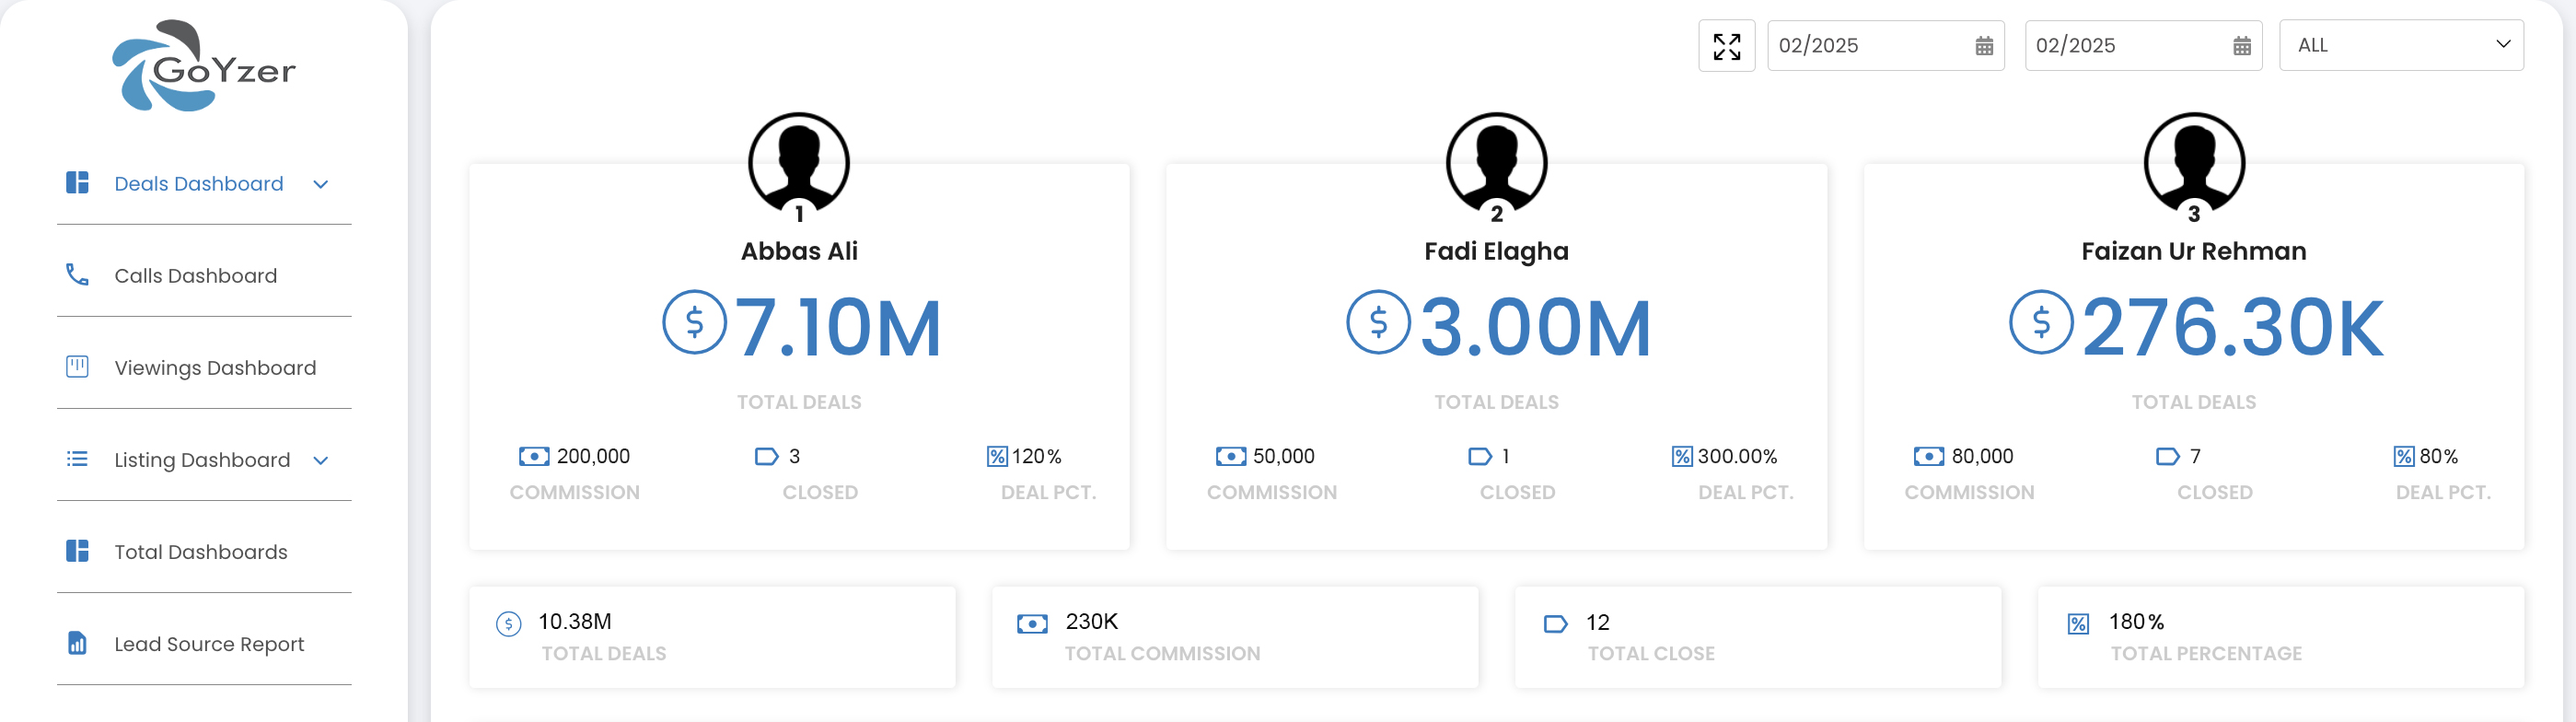 GoYzer
Deals Dashboard
Calls Dashboard
Viewings Dashboard
Listing Dashboard
Total Dashboards
Lead Source Report
02/2025 02/2025 ALL
1
Abbas Ali
$ 7.10M
TOTAL DEALS
200,000 3 % 120%
COMMISSION CLOSED DEAL PCT.
2
Fadi Elagha
$ 3.00M
TOTAL DEALS
50,000 1 % 300.00%
COMMISSION CLOSED DEAL PCT.
3
Faizan Ur Rehman
$ 276.30K
TOTAL DEALS
80,000 7 % 80%
COMMISSION CLOSED DEAL PCT.
$ 10.38M
TOTAL DEALS
230K
TOTAL COMMISSION
12
TOTAL CLOSE
% 180%
TOTAL PERCENTAGE